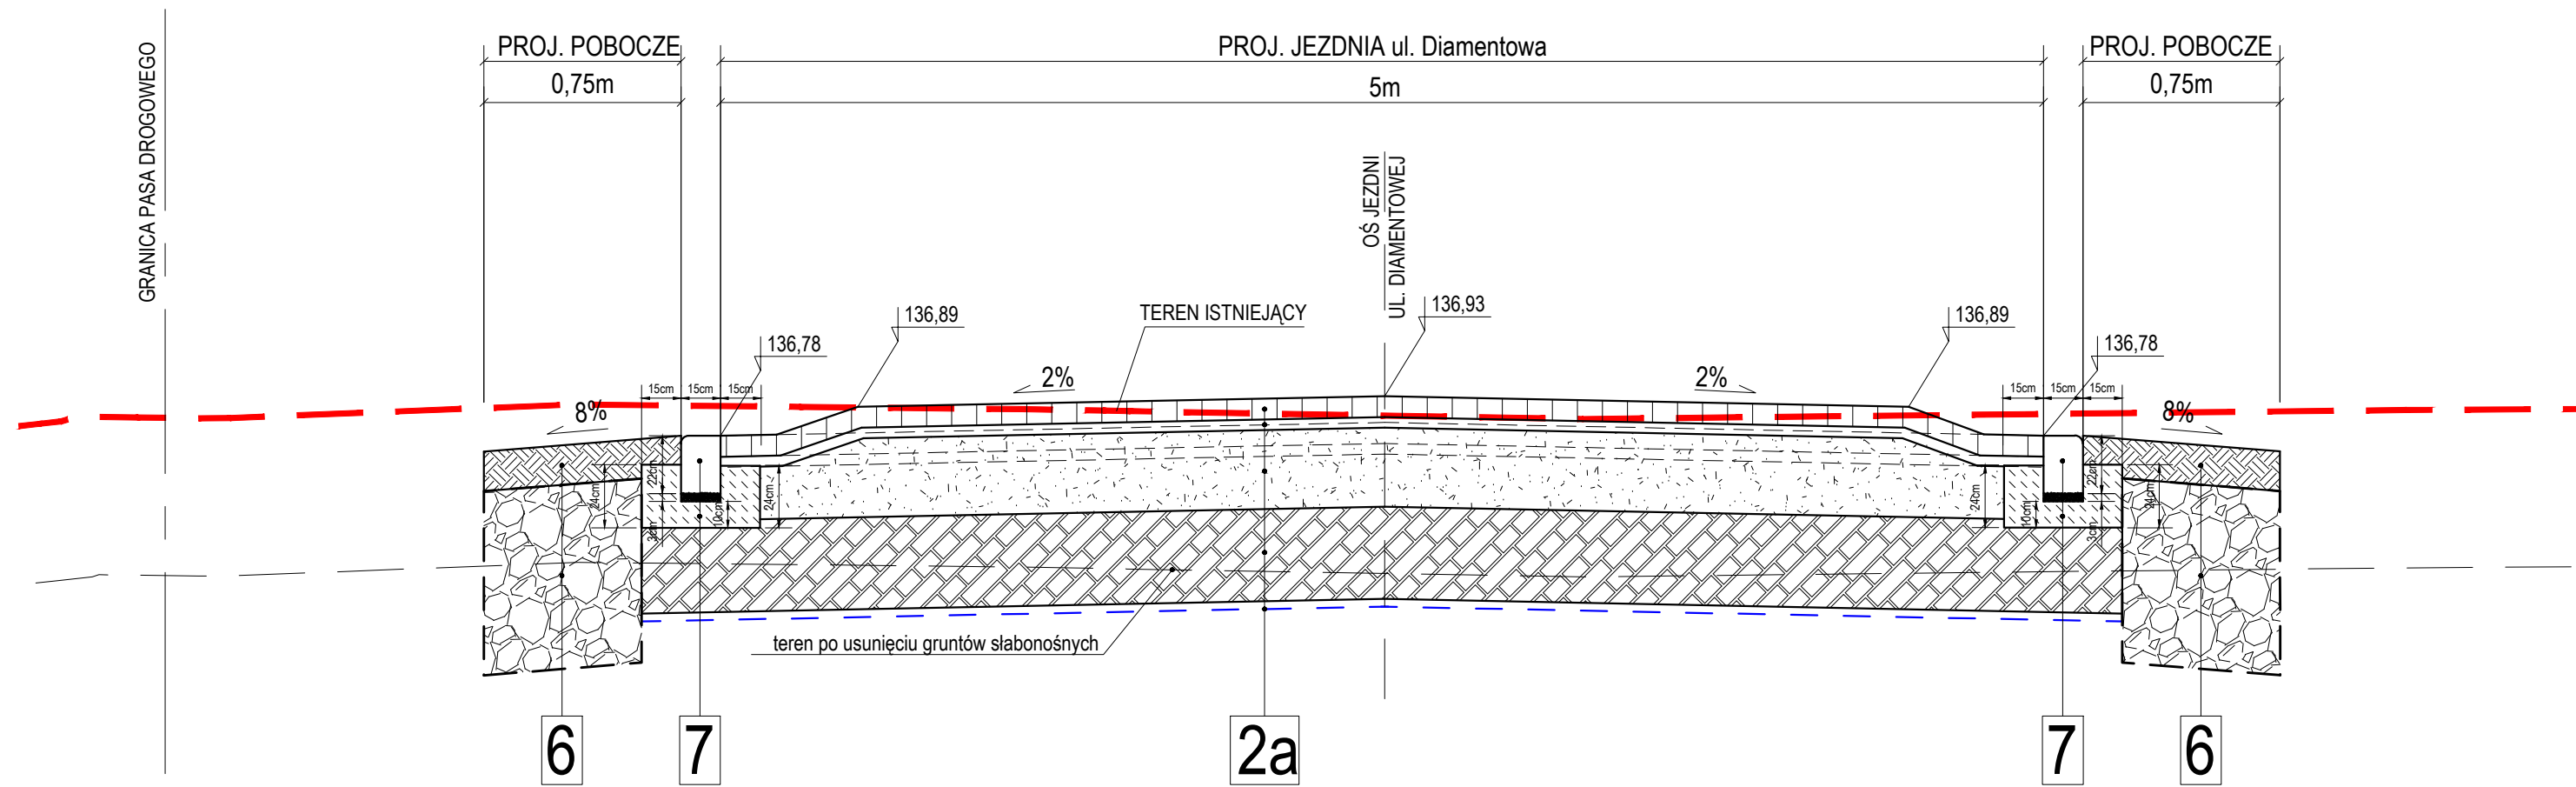 GRANICA PASA DROGOWEGO
PROJ. POBOCZE
0,75m
PROJ. JEZDNIA ul. Diamentowa
5m
PROJ. POBOCZE
0,75m
OŚ JEZDNI
UL. DIAMENTOWEJ
TEREN ISTNIEJĄCY
136,93
136,89
136,89
136,78
136,78
2%
2%
8%
8%
15cm
15cm
15cm
15cm
15cm
15cm
22cm
24cm
3cm
10cm
24cm
24cm
10cm
22cm
24cm
3cm
teren po usunięciu gruntów słabonośnych
6
7
2a
7
6